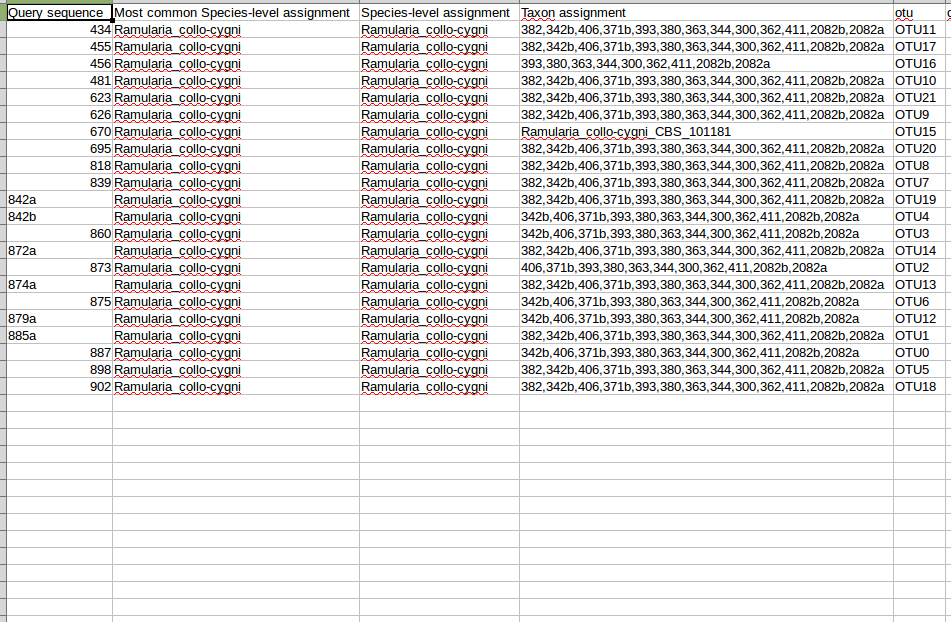 Query sequence Most common Species-level assignment Species-level assignment Taxon assignment otu
434 Ramularia_collo-cygni Ramularia_collo-cygni 382,342b,406,371b,393,380,363,344,300,362,411,2082b,2082a OTU11
455 Ramularia_collo-cygni Ramularia_collo-cygni 382,342b,406,371b,393,380,363,344,300,362,411,2082b,2082a OTU17
456 Ramularia_collo-cygni Ramularia_collo-cygni 393,380,363,344,300,362,411,2082b,2082a OTU16
481 Ramularia_collo-cygni Ramularia_collo-cygni 382,342b,406,371b,393,380,363,344,300,362,411,2082b,2082a OTU10
623 Ramularia_collo-cygni Ramularia_collo-cygni 382,342b,406,371b,393,380,363,344,300,362,411,2082b,2082a OTU21
626 Ramularia_collo-cygni Ramularia_collo-cygni 382,342b,406,371b,393,380,363,344,300,362,411,2082b,2082a OTU9
670 Ramularia_collo-cygni Ramularia_collo-cygni Ramularia_collo-cygni_CBS_101181 OTU15
695 Ramularia_collo-cygni Ramularia_collo-cygni 382,342b,406,371b,393,380,363,344,300,362,411,2082b,2082a OTU20
818 Ramularia_collo-cygni Ramularia_collo-cygni 382,342b,406,371b,393,380,363,344,300,362,411,2082b,2082a OTU8
839 Ramularia_collo-cygni Ramularia_collo-cygni 382,342b,406,371b,393,380,363,344,300,362,411,2082b,2082a OTU7
842a Ramularia_collo-cygni Ramularia_collo-cygni 382,342b,406,371b,393,380,363,344,300,362,411,2082b,2082a OTU19
842b Ramularia_collo-cygni Ramularia_collo-cygni 342b,406,371b,393,380,363,344,300,362,411,2082b,2082a OTU4
860 Ramularia_collo-cygni Ramularia_collo-cygni 342b,406,371b,393,380,363,344,300,362,411,2082b,2082a OTU3
872a Ramularia_collo-cygni Ramularia_collo-cygni 382,342b,406,371b,393,380,363,344,300,362,411,2082b,2082a OTU14
873 Ramularia_collo-cygni Ramularia_collo-cygni 406,371b,393,380,363,344,300,362,411,2082b,2082a OTU2
874a Ramularia_collo-cygni Ramularia_collo-cygni 382,342b,406,371b,393,380,363,344,300,362,411,2082b,2082a OTU13
875 Ramularia_collo-cygni Ramularia_collo-cygni 342b,406,371b,393,380,363,344,300,362,411,2082b,2082a OTU6
879a Ramularia_collo-cygni Ramularia_collo-cygni 342b,406,371b,393,380,363,344,300,362,411,2082b,2082a OTU12
885a Ramularia_collo-cygni Ramularia_collo-cygni 382,342b,406,371b,393,380,363,344,300,362,411,2082b,2082a OTU1
887 Ramularia_collo-cygni Ramularia_collo-cygni 342b,406,371b,393,380,363,344,300,362,411,2082b,2082a OTU0
898 Ramularia_collo-cygni Ramularia_collo-cygni 382,342b,406,371b,393,380,363,344,300,362,411,2082b,2082a OTU5
902 Ramularia_collo-cygni Ramularia_collo-cygni 382,342b,406,371b,393,380,363,344,300,362,411,2082b,2082a OTU18